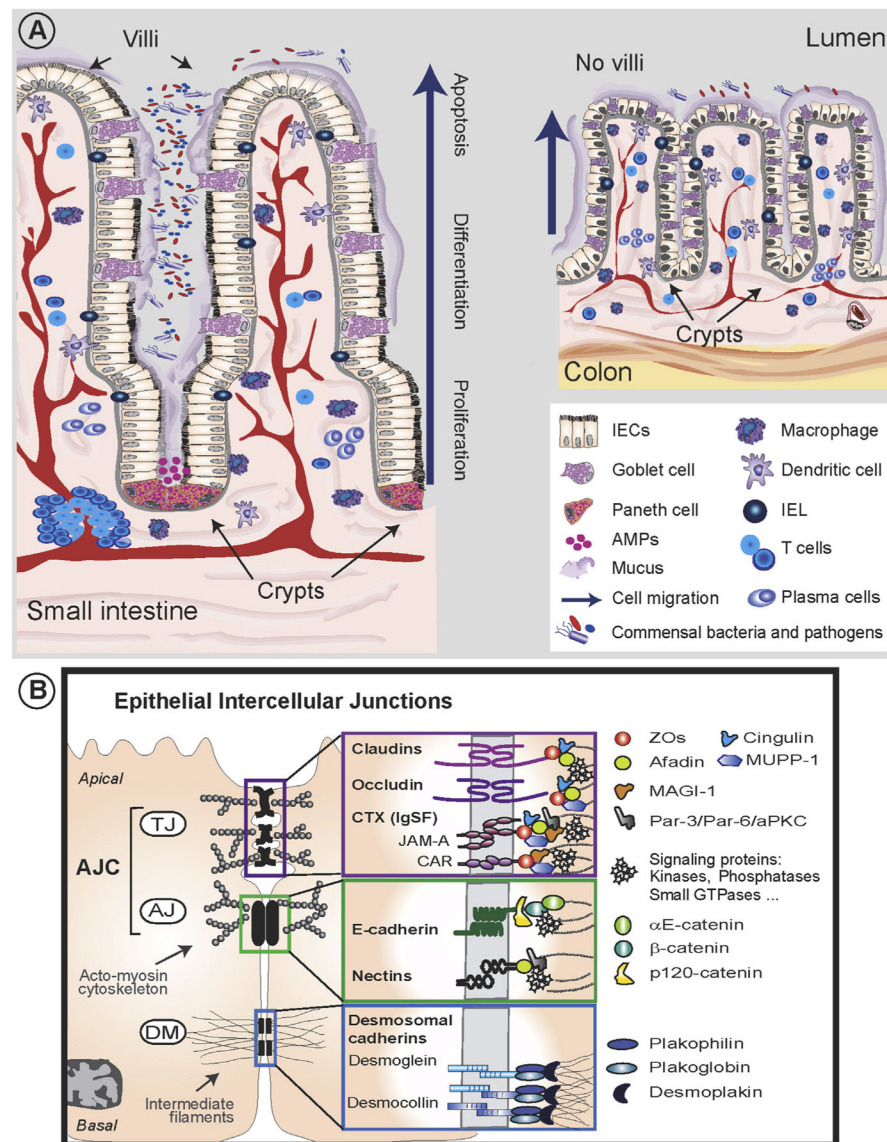 A
Villi
Lumen
No villi
Apoptosis
Differentiation
Proliferation
Crypts
Colon
Crypts
Small intestine
IECs
Goblet cell
Paneth cell
AMPs
Mucus
Cell migration
Commensal bacteria and pathogens
Macrophage
Dendritic cell
IEL
T cells
Plasma cells
B
Epithelial Intercellular Junctions
Apical
TJ
AJC
AJ
Acto-myosin
cytoskeleton
DM
Intermediate
filaments
Basal
Claudins
Occludin
CTX (IgSF)
JAM-A
CAR
E-cadherin
Nectins
Desmosomal
cadherins
Desmoglein
Desmocollin
ZOs
Cingulin
Afadin
MUPP-1
MAGI-1
Par-3/Par-6/aPKC
Signaling proteins:
Kinases, Phosphatases
Small GTPases ...
αE-catenin
β-catenin
p120-catenin
Plakophilin
Plakoglobin
Desmoplakin